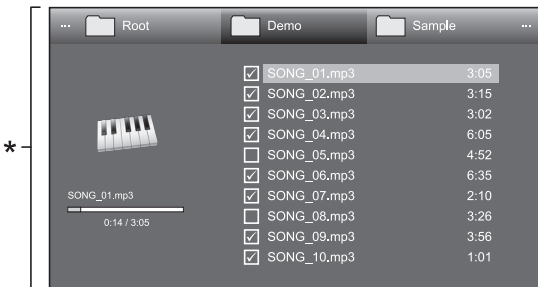 ... Root Demo Sample ...
SONG_01.mp3 3:05
SONG_02.mp3 3:15
SONG_03.mp3 3:02
SONG_04.mp3 6:05
SONG_05.mp3 4:52
SONG_06.mp3 6:35
SONG_07.mp3 2:10
SONG_08.mp3 3:26
SONG_09.mp3 3:56
SONG_10.mp3 1:01
*
SONG_01.mp3
0:14 / 3:05